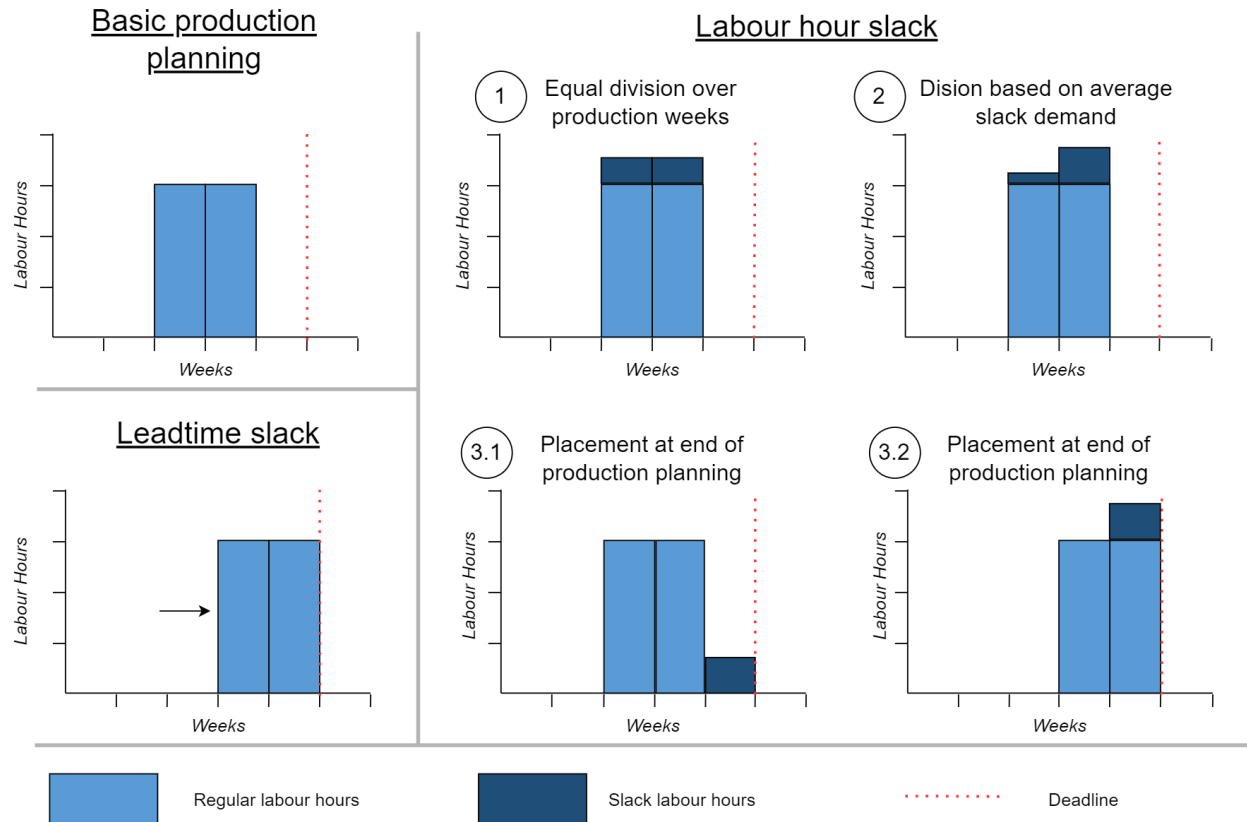 Basic production
planning
Labour Hours
Weeks
Leadtime slack
Labour Hours
Weeks
Labour hour slack
1
Equal division over
production weeks
Labour Hours
Weeks
2
Dision based on average
slack demand
Labour Hours
Weeks
3.1
Placement at end of
production planning
Labour Hours
Weeks
3.2
Placement at end of
production planning
Labour Hours
Weeks
Regular labour hours
Slack labour hours
Deadline